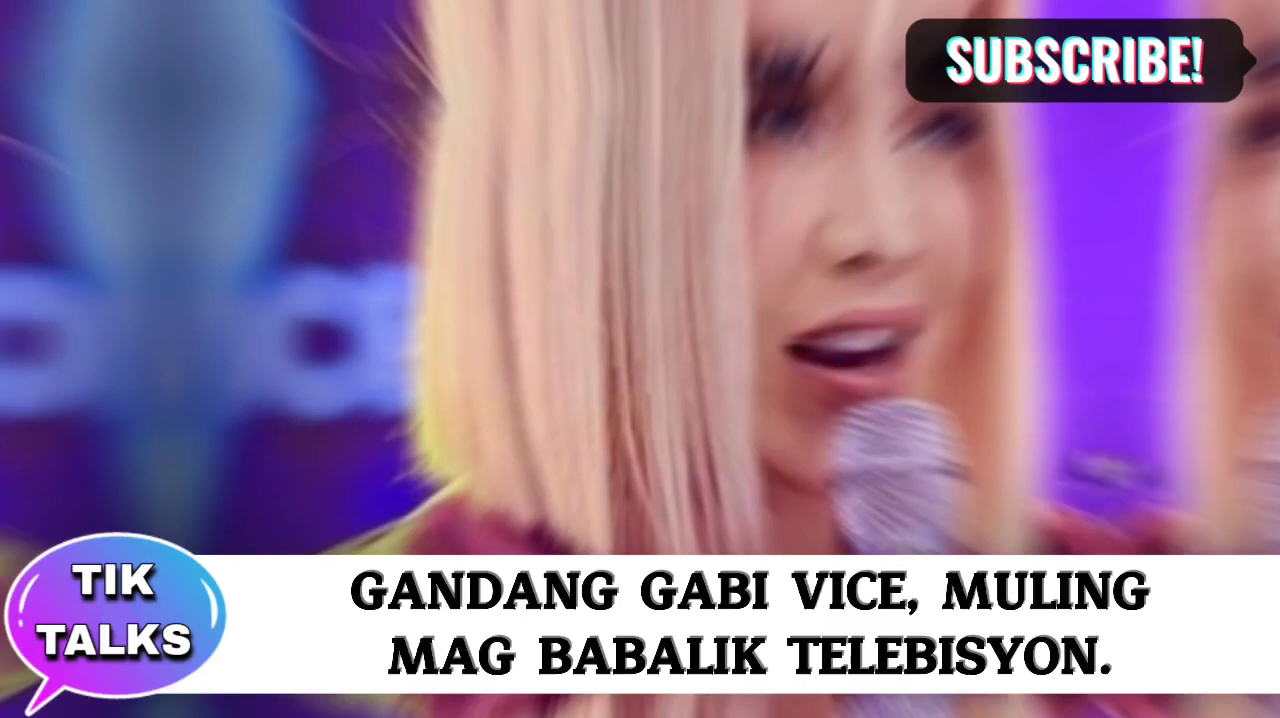 SUBSCRIBE!
TIK
TALKS
GANDANG GABI VICE, MULING
MAG BABALIK TELEBISYON.